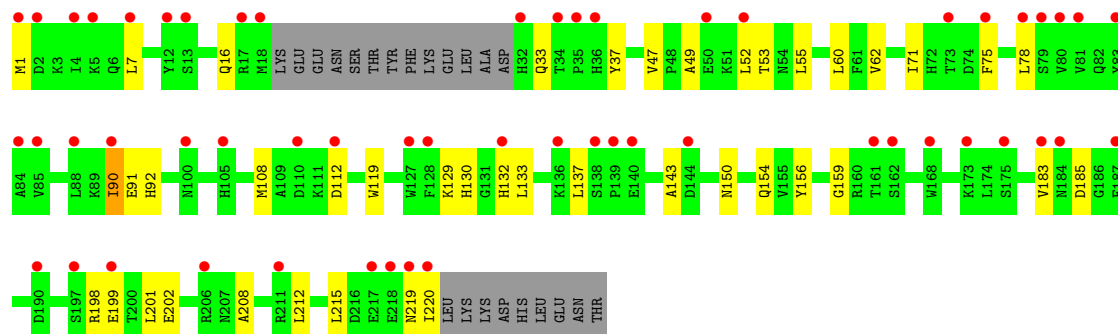 M1 D2 K3 I4 K5 Q6 L7 Y12 S13 Q16 R17 M18 LYS GLU GLU ASN SER THR TYR PHE LYS GLU LEU ALA ASP H32 Q33 T34 P35 H36 Y37 V47 P48 A49 E50 K51 L52 T53 N54 L55 L60 F61 V62 I71 H72 T73 D74 F75 L78 S79 V80 V81 Q82
A84 V85 L88 K89 I90 E91 H92 N100 H105 M108 A109 D110 K111 D112 W119 W127 F128 K129 H130 G131 H132 L133 K136 L137 S138 P139 E140 A143 D144 N150 Q154 V155 Y156 G159 R160 T161 S162 W168 K173 L174 S175 V183 N184 D185 G186
D190 S197 R198 E199 T200 L201 E202 R206 N207 A208 R211 L212 L215 D216 E217 E218 N219 I220 LEU LYS LYS ASP HIS LEU GLU ASN THR